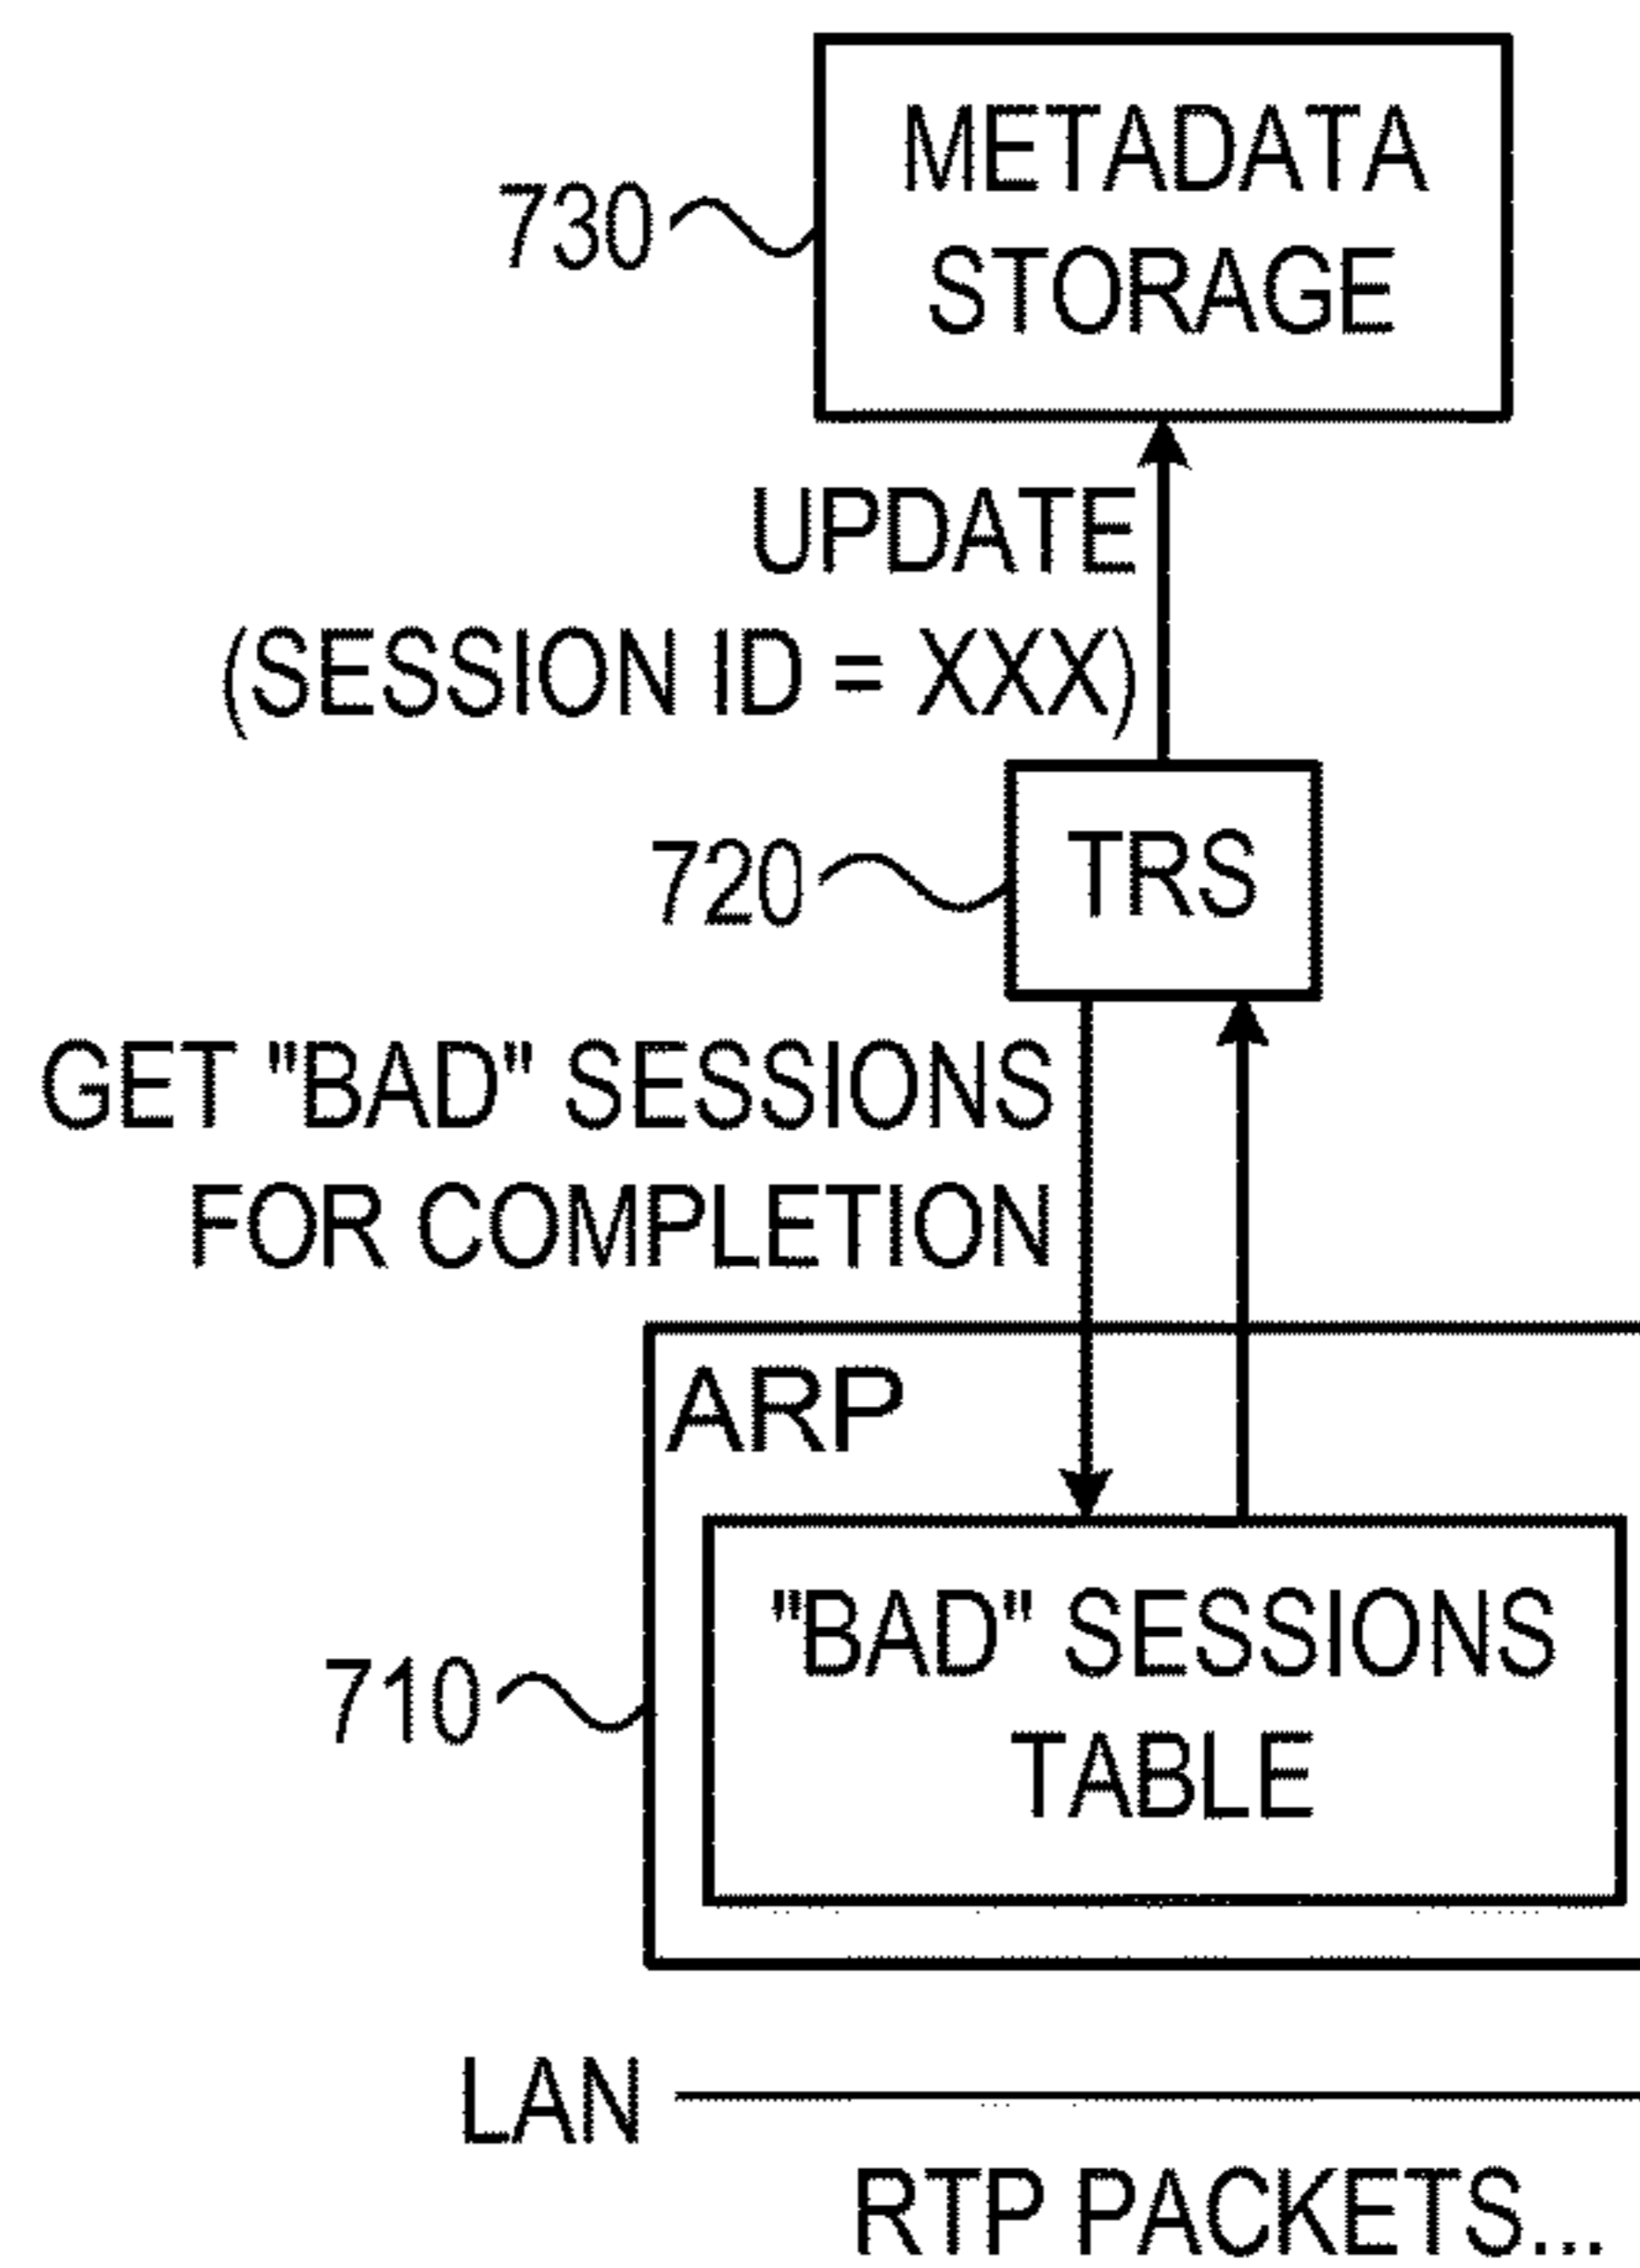 METADATA
STORAGE
730
UPDATE
(SESSION ID = XXX)
720
TRS
GET "BAD" SESSIONS
FOR COMPLETION
ARP
"BAD" SESSIONS
TABLE
710
LAN
RTP PACKETS...